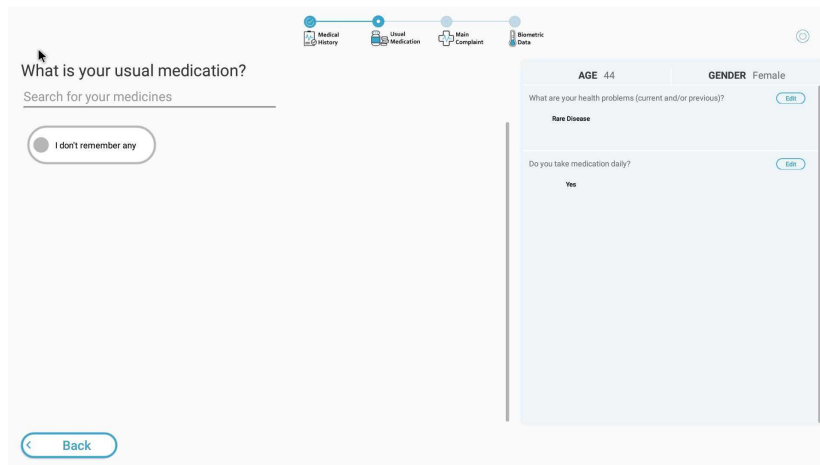 Medical
History
Usual
Medication
Main
Complaint
Biometric
Data
What is your usual medication?
Search for your medicines
I don't remember any
AGE 44
GENDER Female
What are your health problems (current and/or previous)?
Edit
Rare Disease
Do you take medication daily?
Edit
Yes
Back